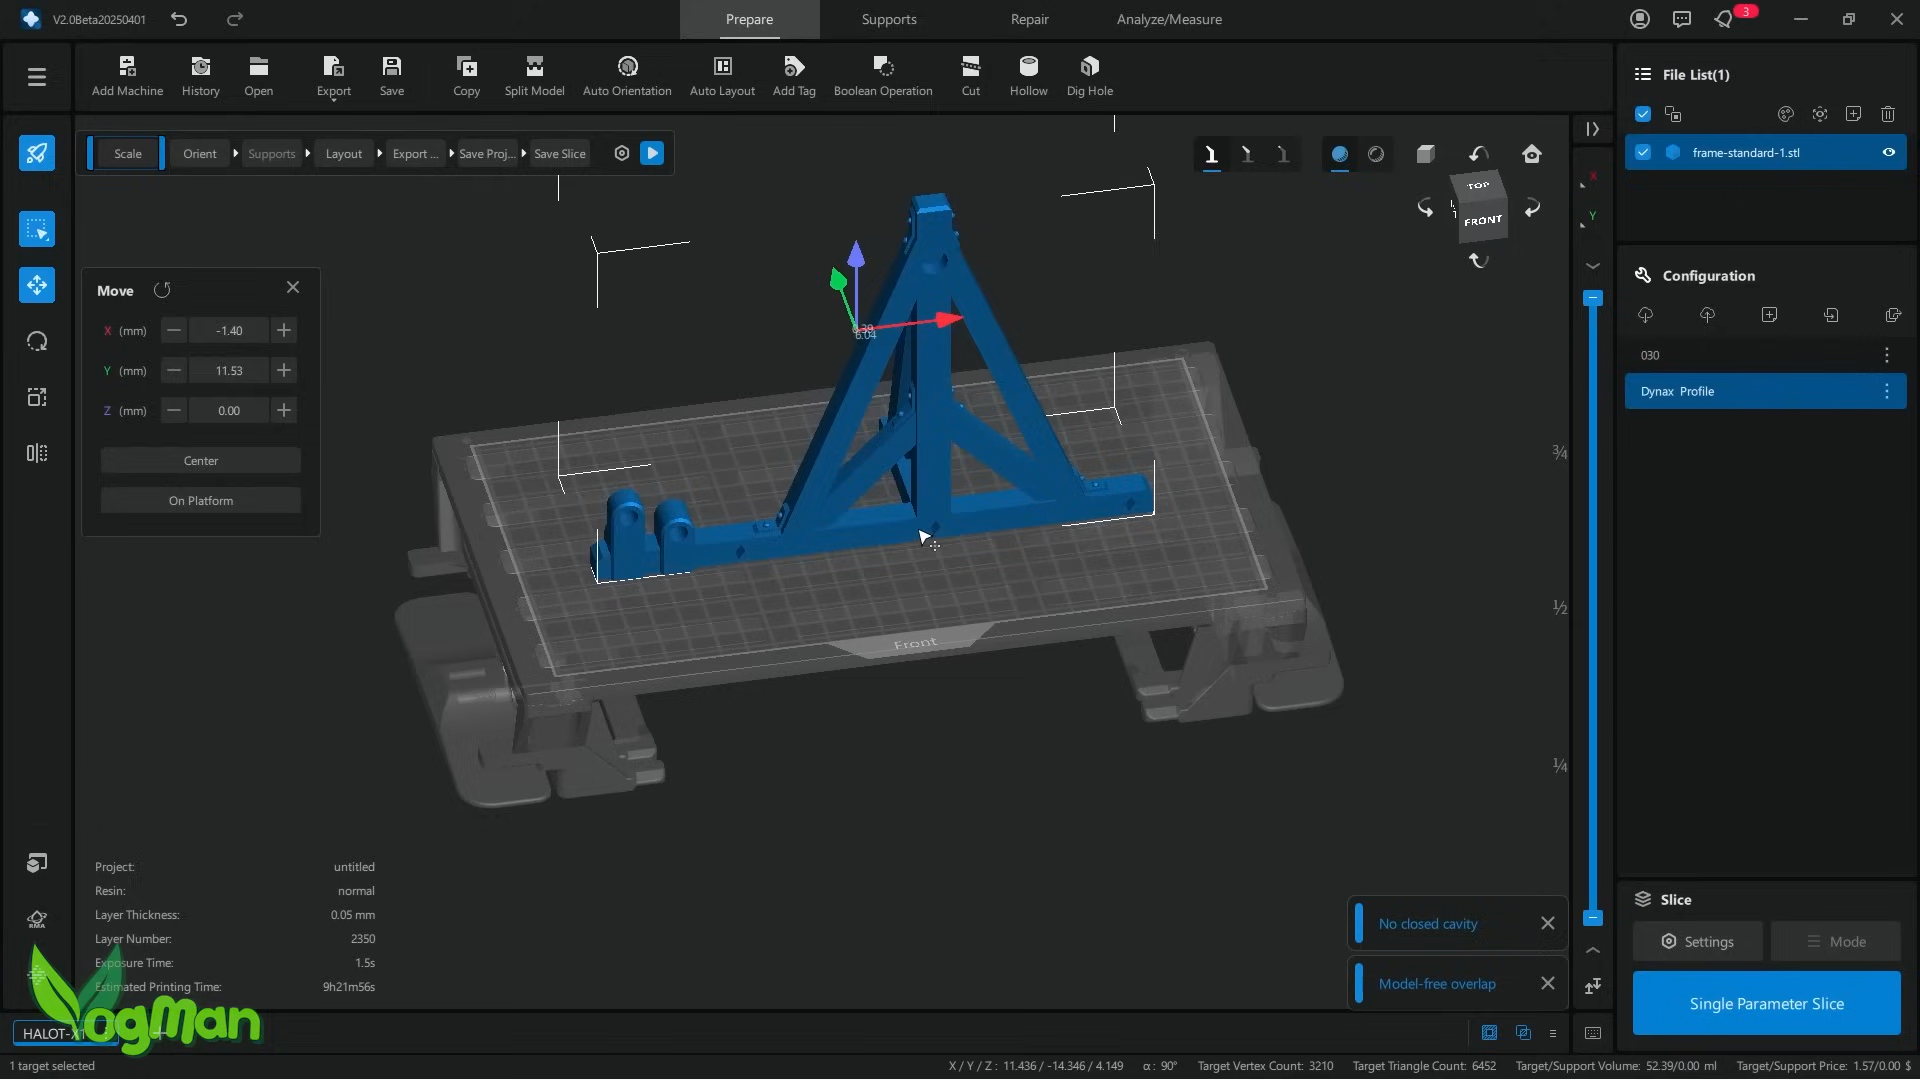 V2.0Beta20250401
Prepare
Supports
Repair
Analyze/Measure
3
Add Machine
History
Open
Export
Save
Copy
Split Model
Auto Orientation
Auto Layout
Add Tag
Boolean Operation
Cut
Hollow
Dig Hole
File List(1)
frame-standard-1.stl
Scale
Orient
Supports
Layout
Export ...
Save Proj...
Save Slice
TOP
FRONT
X
Y
Move
X (mm) -1.40
Y (mm) 11.53
Z (mm) 0.00
Center
On Platform
Configuration
030
Dynax Profile
3/4
1/2
1/4
Front
Project: untitled
Resin: normal
Layer Thickness: 0.05 mm
Layer Number: 2350
Exposure Time: 1.5s
Estimated Printing Time: 9h21m56s
RMA
No closed cavity
Model-free overlap
Slice
Settings
Mode
Single Parameter Slice
YogMan
1 target selected
X / Y / Z : 11.436 / -14.346 / 4.149
α : 90°
Target Vertex Count: 3210
Target Triangle Count: 6452
Target/Support Volume: 52.39/0.00 ml
Target/Support Price: 1.57/0.00 $